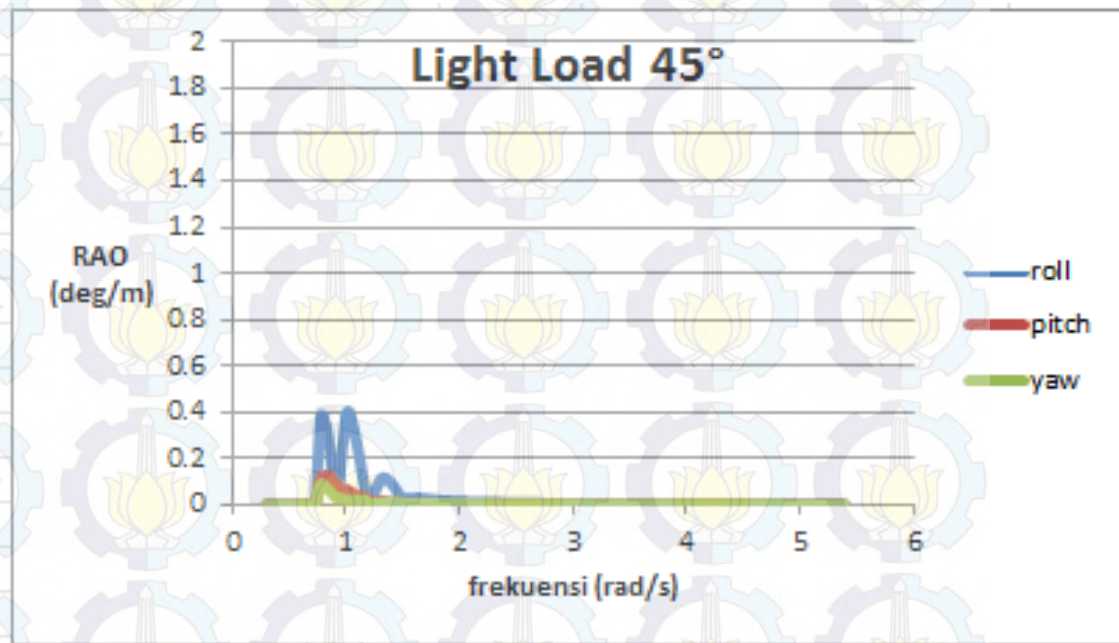 Light Load 45°
2
1.8
1.6
1.4
1.2
1
0.8
0.6
0.4
0.2
0
RAO
(deg/m)
0 1 2 3 4 5 6
frekuensi (rad/s)
roll
pitch
yaw